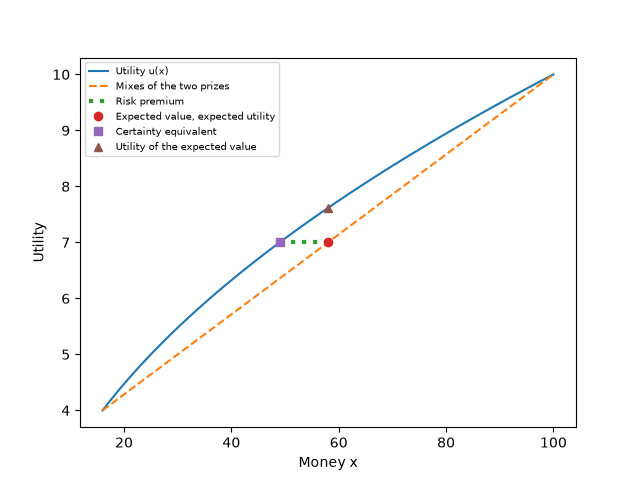 Utility u(x)
Mixes of the two prizes
Risk premium
Expected value, expected utility
Certainty equivalent
Utility of the expected value
10
9
8
7
6
5
4
Utility
20 40 60 80 100
Money x